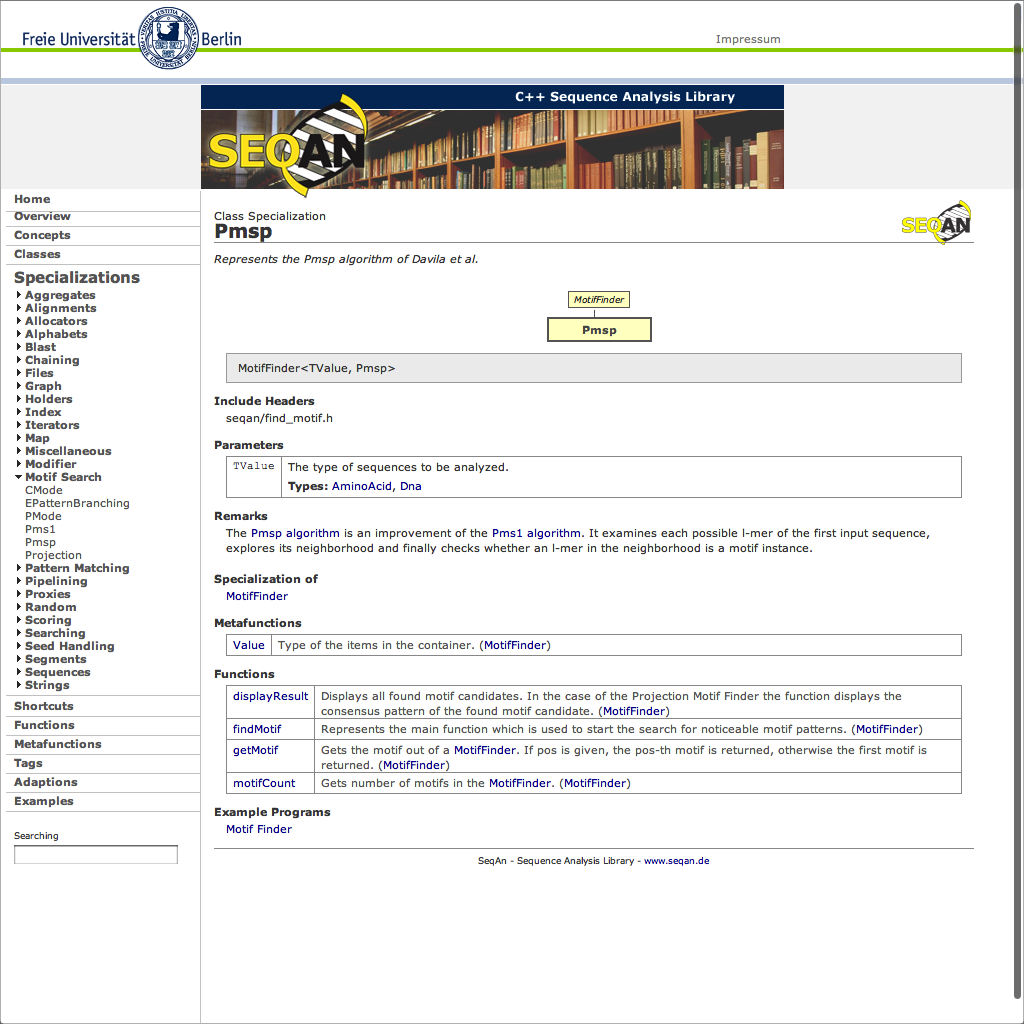 Freie Universität Berlin
Impressum
C++ Sequence Analysis Library
SEQAN
Home
Overview
Concepts
Classes
Specializations
Aggregates
Alignments
Allocators
Alphabets
Blast
Chaining
Files
Graph
Holders
Index
Iterators
Map
Miscellaneous
Modifier
Motif Search
CMode
EPatternBranching
PMode
Pms1
Pmsp
Projection
Pattern Matching
Pipelining
Proxies
Random
Scoring
Searching
Seed Handling
Segments
Sequences
Strings
Shortcuts
Functions
Metafunctions
Tags
Adaptions
Examples
Searching
Class Specialization
Pmsp
SEQAN
Represents the Pmsp algorithm of Davila et al.
MotifFinder
Pmsp
MotifFinder<TValue, Pmsp>
Include Headers
seqan/find_motif.h
Parameters
TValue The type of sequences to be analyzed.
Types: AminoAcid, Dna
Remarks
The Pmsp algorithm is an improvement of the Pms1 algorithm. It examines each possible l-mer of the first input sequence,
explores its neighborhood and finally checks whether an l-mer in the neighborhood is a motif instance.
Specialization of
MotifFinder
Metafunctions
Value Type of the items in the container. (MotifFinder)
Functions
displayResult Displays all found motif candidates. In the case of the Projection Motif Finder the function displays the
consensus pattern of the found motif candidate. (MotifFinder)
findMotif Represents the main function which is used to start the search for noticeable motif patterns. (MotifFinder)
getMotif Gets the motif out of a MotifFinder. If pos is given, the pos-th motif is returned, otherwise the first motif is
returned. (MotifFinder)
motifCount Gets number of motifs in the MotifFinder. (MotifFinder)
Example Programs
Motif Finder
SeqAn - Sequence Analysis Library - www.seqan.de